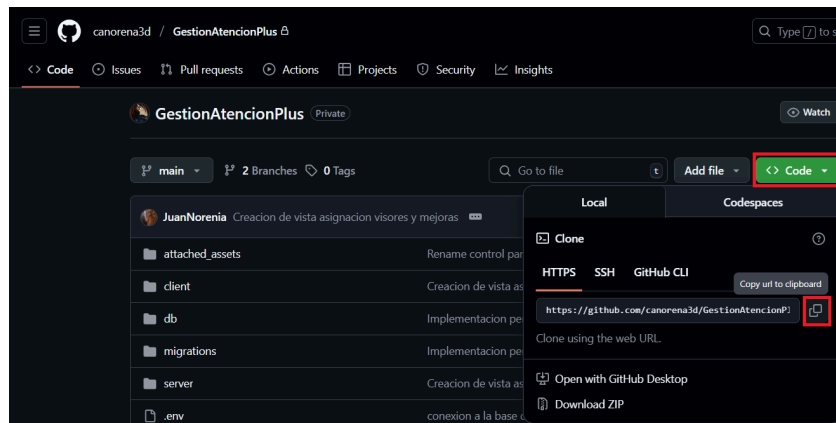 canorena3d / GestionAtencionPlus
Type / to s
<> Code Issues Pull requests Actions Projects Security Insights
GestionAtencionPlus Private
Watch
main 2 Branches 0 Tags
Go to file t
Add file
<> Code
Local Codespaces
JuanNorenia Creacion de vista asignacion visores y mejoras
attached_assets Rename control par
client Creacion de vista as
db Implementacion pe
migrations Implementacion pe
server Creacion de vista as
.env conexion a la base d
Clone
HTTPS SSH GitHub CLI
Copy url to clipboard
https://github.com/canorena3d/GestionAtencionPl
Clone using the web URL.
Open with GitHub Desktop
Download ZIP